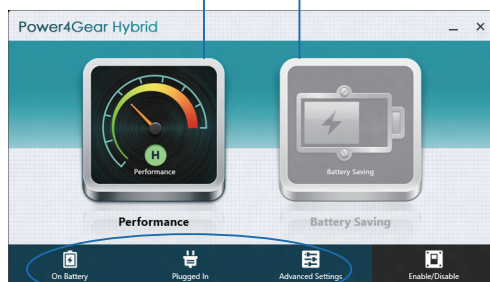 Power4Gear Hybrid
H
Performance
Battery Saving
Performance
Battery Saving
On Battery
Plugged In
Advanced Settings
Enable/Disable